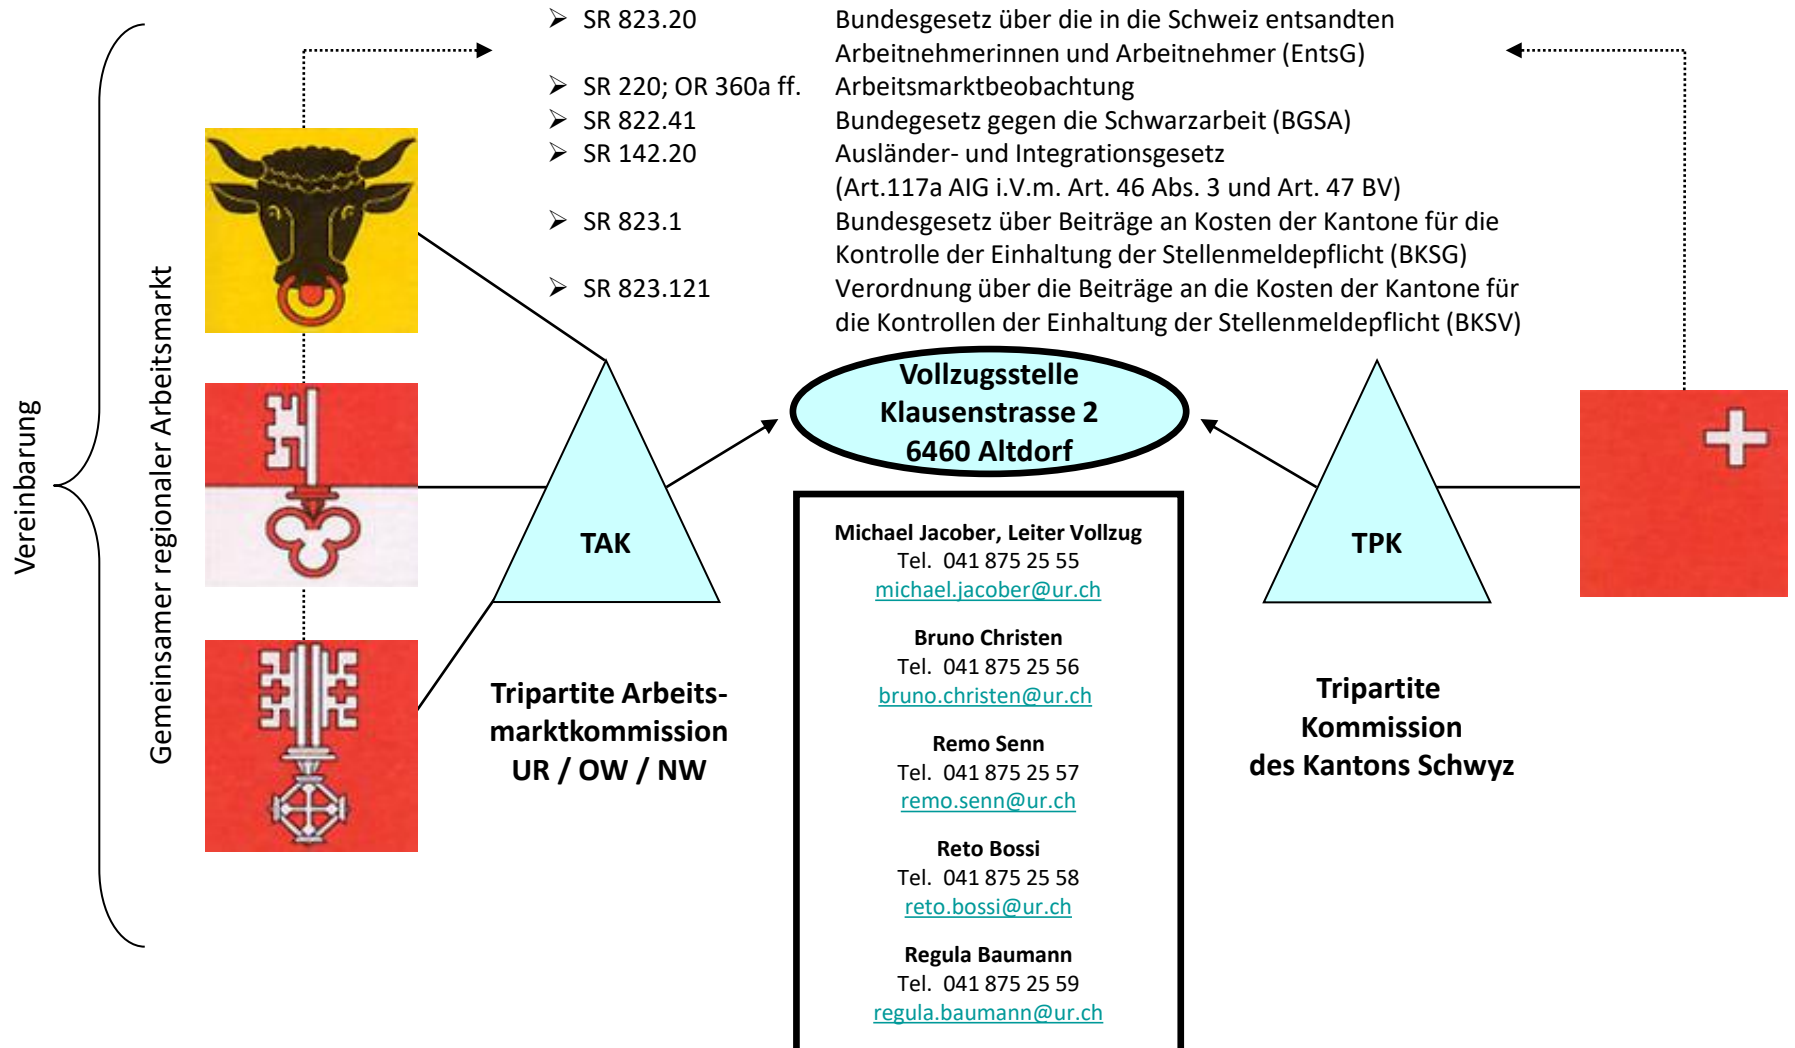 ➢ SR 823.20 Bundesgesetz über die in die Schweiz entsandten
Arbeitnehmerinnen und Arbeitnehmer (EntsG)
➢ SR 220; OR 360a ff. Arbeitsmarktbeobachtung
➢ SR 822.41 Bundegesetz gegen die Schwarzarbeit (BGSA)
➢ SR 142.20 Ausländer- und Integrationsgesetz
(Art.117a AIG i.V.m. Art. 46 Abs. 3 und Art. 47 BV)
➢ SR 823.1 Bundesgesetz über Beiträge an Kosten der Kantone für die
Kontrolle der Einhaltung der Stellenmeldepflicht (BKSG)
➢ SR 823.121 Verordnung über die Beiträge an die Kosten der Kantone für
die Kontrollen der Einhaltung der Stellenmeldepflicht (BKSV)
Vereinbarung
Gemeinsamer regionaler Arbeitsmarkt
TAK
Tripartite Arbeits-
marktkommission
UR / OW / NW
Vollzugsstelle
Klausenstrasse 2
6460 Altdorf
Michael Jacober, Leiter Vollzug
Tel. 041 875 25 55
michael.jacober@ur.ch
Bruno Christen
Tel. 041 875 25 56
bruno.christen@ur.ch
Remo Senn
Tel. 041 875 25 57
remo.senn@ur.ch
Reto Bossi
Tel. 041 875 25 58
reto.bossi@ur.ch
Regula Baumann
Tel. 041 875 25 59
regula.baumann@ur.ch
TPK
Tripartite
Kommission
des Kantons Schwyz